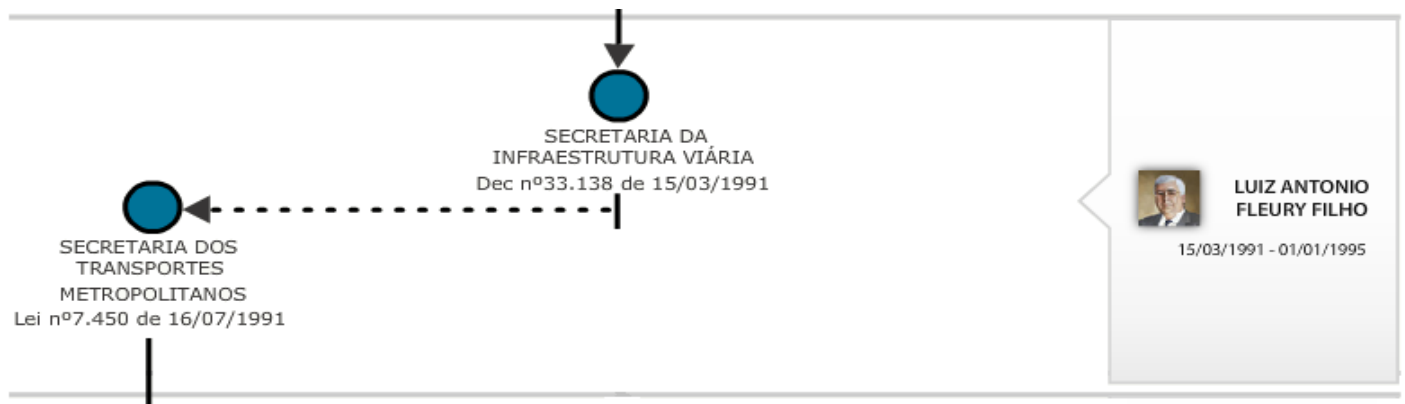 SECRETARIA DA
INFRAESTRUTURA VIÁRIA
Dec nº33.138 de 15/03/1991
SECRETARIA DOS
TRANSPORTES
METROPOLITANOS
Lei nº7.450 de 16/07/1991
LUIZ ANTONIO
FLEURY FILHO
15/03/1991 - 01/01/1995